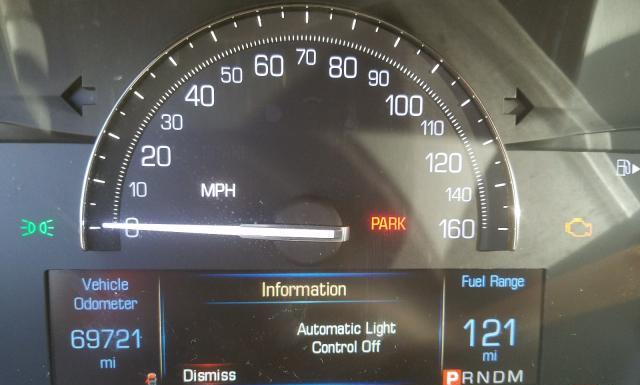 70
60 80
50 90
40 100
30 110
20 120
10 MPH 140
0 PARK 160
Vehicle
Odometer
69721
mi
Information
Automatic Light
Control Off
Dismiss
Fuel Range
121
mi
PRNDM